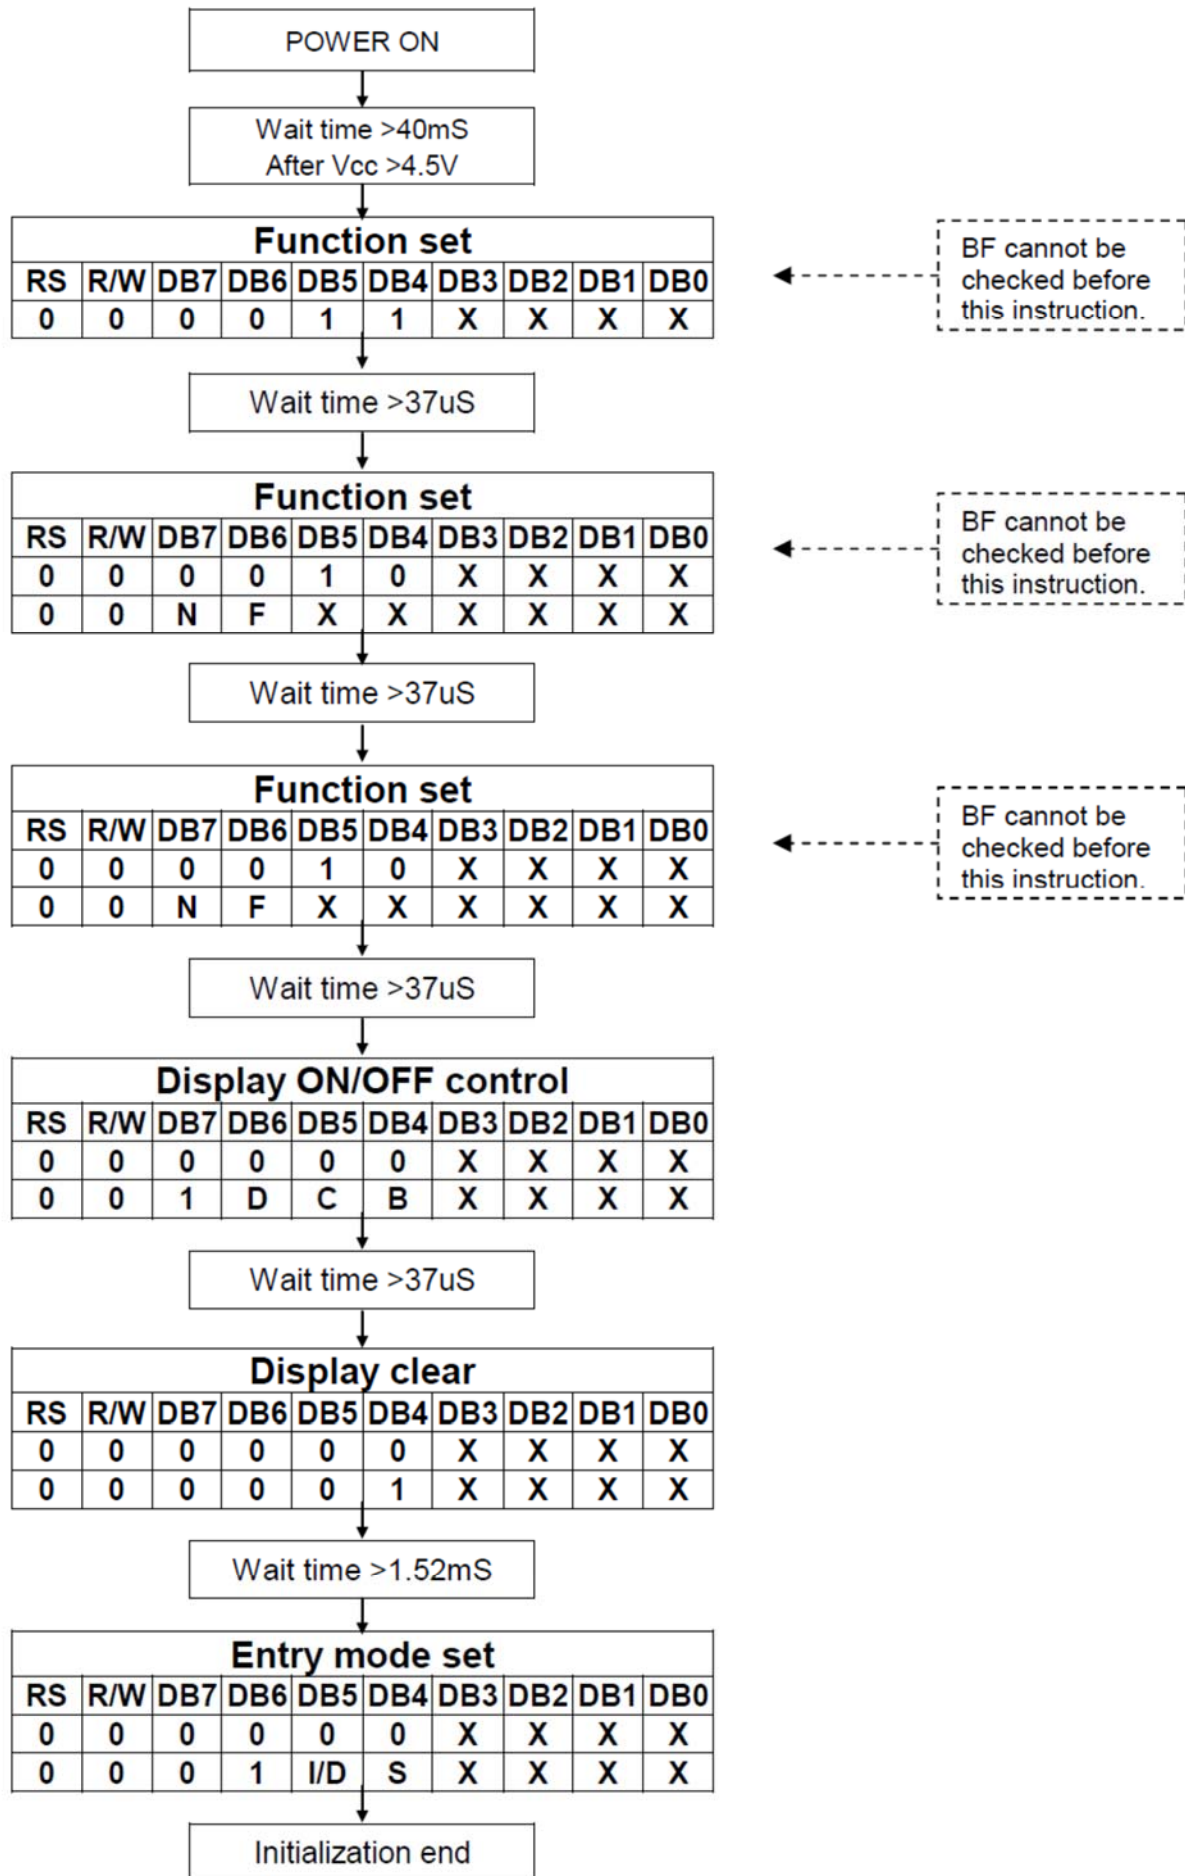 POWER ON
Wait time >40mS
After Vcc >4.5V
Function set
RS R/W DB7 DB6 DB5 DB4 DB3 DB2 DB1 DB0
0 0 0 0 1 1 X X X X
BF cannot be
checked before
this instruction.
Wait time >37uS
Function set
RS R/W DB7 DB6 DB5 DB4 DB3 DB2 DB1 DB0
0 0 0 0 1 0 X X X X
0 0 N F X X X X X X
BF cannot be
checked before
this instruction.
Wait time >37uS
Function set
RS R/W DB7 DB6 DB5 DB4 DB3 DB2 DB1 DB0
0 0 0 0 1 0 X X X X
0 0 N F X X X X X X
BF cannot be
checked before
this instruction.
Wait time >37uS
Display ON/OFF control
RS R/W DB7 DB6 DB5 DB4 DB3 DB2 DB1 DB0
0 0 0 0 0 0 X X X X
0 0 1 D C B X X X X
Wait time >37uS
Display clear
RS R/W DB7 DB6 DB5 DB4 DB3 DB2 DB1 DB0
0 0 0 0 0 0 X X X X
0 0 0 0 0 1 X X X X
Wait time >1.52mS
Entry mode set
RS R/W DB7 DB6 DB5 DB4 DB3 DB2 DB1 DB0
0 0 0 0 0 0 X X X X
0 0 0 1 I/D S X X X X
Initialization end